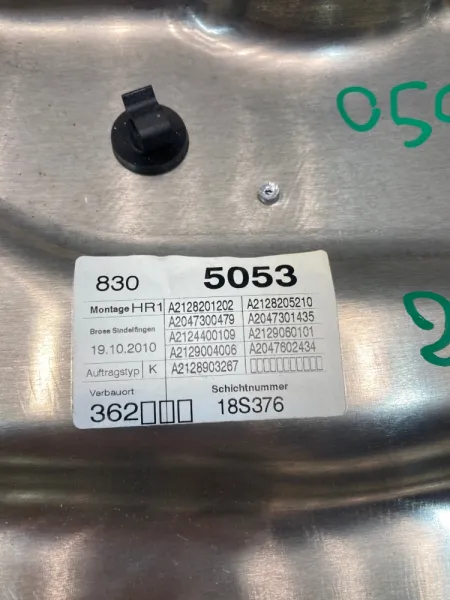 050
830 5053
Montage HR1 A2128201202 A2128205210
A2047300479 A2047301435
Brose Sindelfingen A2124400109 A2129060101
19.10.2010 A2129004006 A2047602434
Auftragstyp K A2128903267 □□□□□□□□□□□
Verbauort Schichtnummer
362□□□ 18S376